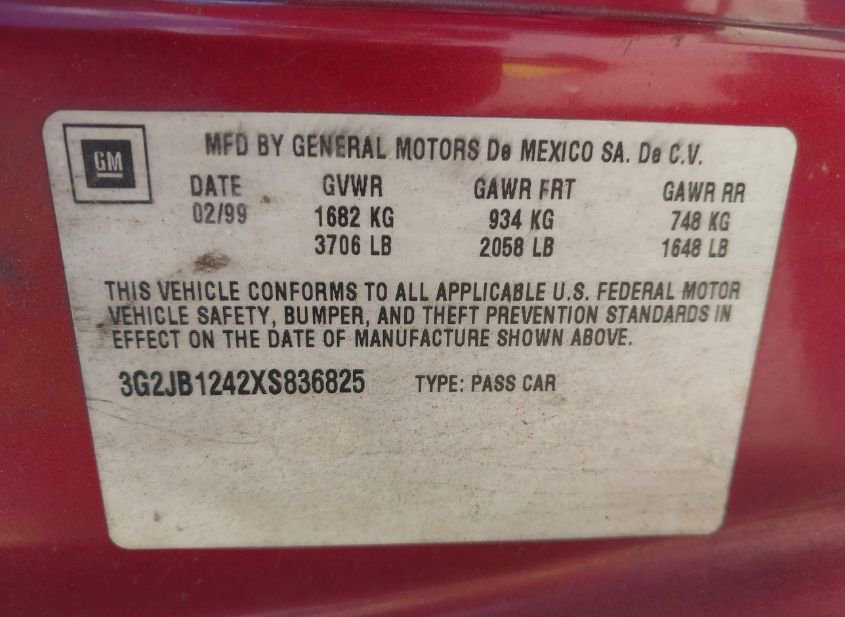 GM
MFD BY GENERAL MOTORS De MEXICO SA. De C.V.
DATE GVWR GAWR FRT GAWR RR
02/99 1682 KG 934 KG 748 KG
3706 LB 2058 LB 1648 LB
THIS VEHICLE CONFORMS TO ALL APPLICABLE U.S. FEDERAL MOTOR
VEHICLE SAFETY, BUMPER, AND THEFT PREVENTION STANDARDS IN
EFFECT ON THE DATE OF MANUFACTURE SHOWN ABOVE.
3G2JB1242XS836825 TYPE: PASS CAR